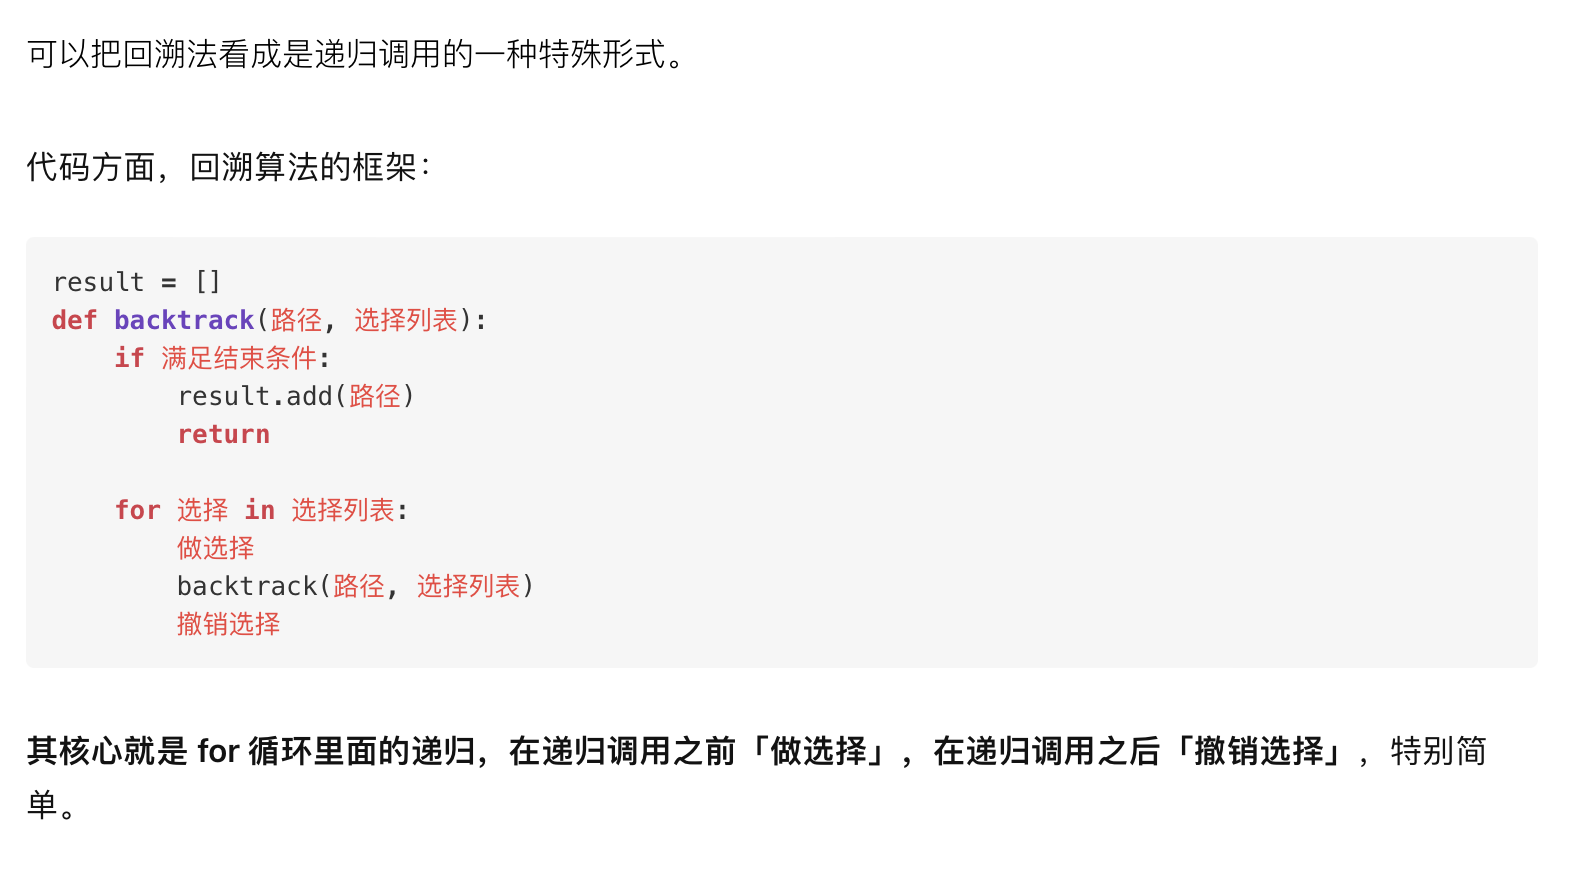 可以把回溯法看成是递归调用的一种特殊形式。
代码方面，回溯算法的框架：
result = []
def backtrack(路径, 选择列表):
    if 满足结束条件:
        result.add(路径)
        return
    for 选择 in 选择列表:
        做选择
        backtrack(路径, 选择列表)
        撤销选择
其核心就是 for 循环里面的递归，在递归调用之前「做选择」，在递归调用之后「撤销选择」，特别简
单。